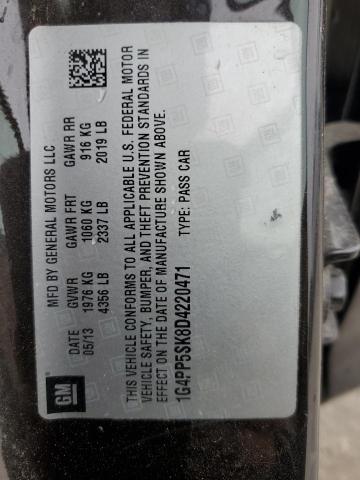 MFD BY GENERAL MOTORS LLC
DATE GVWR GAWR FRT GAWR RR
05/13 1976 KG 1060 KG 916 KG
4356 LB 2337 LB 2019 LB
THIS VEHICLE CONFORMS TO ALL APPLICABLE U.S. FEDERAL MOTOR
VEHICLE SAFETY, BUMPER, AND THEFT PREVENTION STANDARDS IN
EFFECT ON THE DATE OF MANUFACTURE SHOWN ABOVE.
1G4PP5SK8D4220471 TYPE: PASS CAR
GM